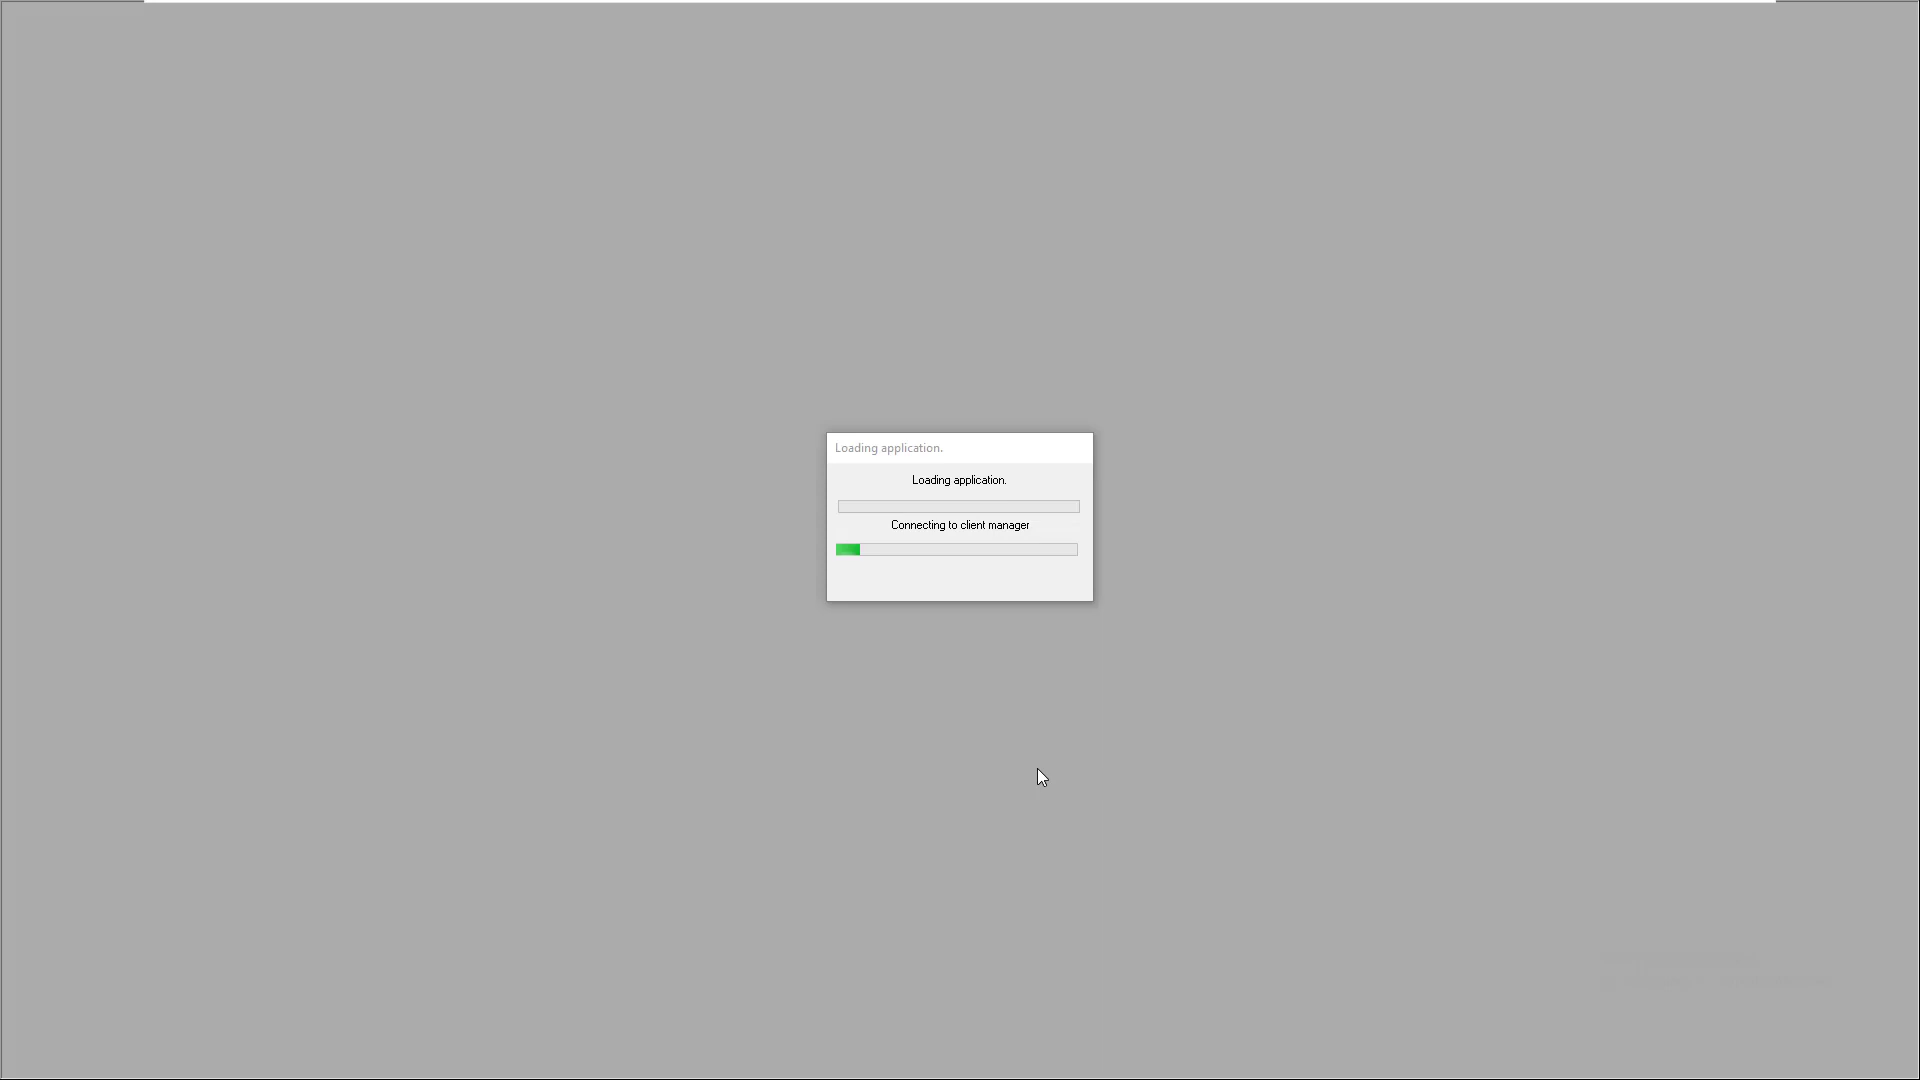 Loading application.
Loading application.
Connecting to client manager